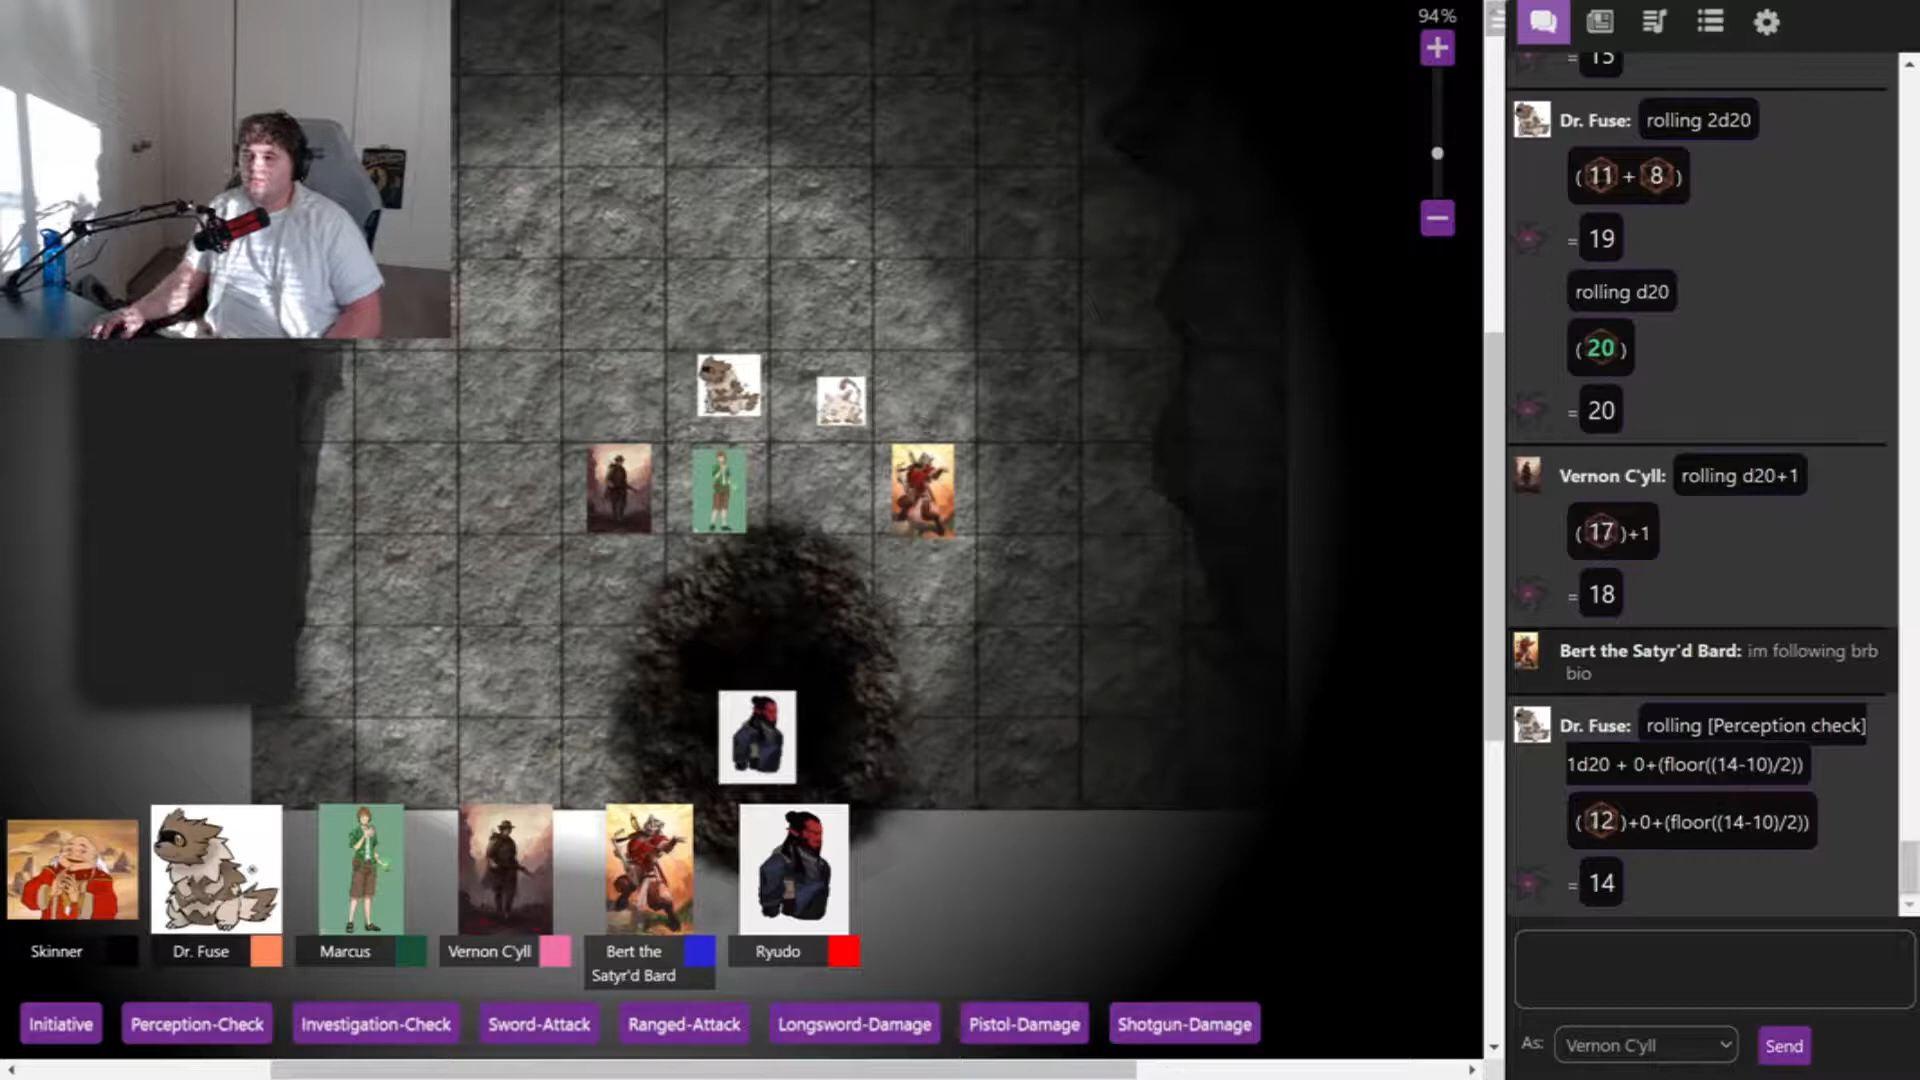 94%
= 15
Dr. Fuse: rolling 2d20
(11 + 8)
= 19
rolling d20
(20)
= 20
Vernon C'yll: rolling d20+1
(17)+1
= 18
Bert the Satyr'd Bard: im following brb
bio
Dr. Fuse: rolling [Perception check]
1d20 + 0+(floor((14-10)/2))
(12)+0+(floor((14-10)/2))
= 14
Skinner
Dr. Fuse
Marcus
Vernon C'yll
Bert the
Satyr'd Bard
Ryudo
Initiative
Perception-Check
Investigation-Check
Sword-Attack
Ranged-Attack
Longsword-Damage
Pistol-Damage
Shotgun-Damage
As: Vernon C'yll
Send